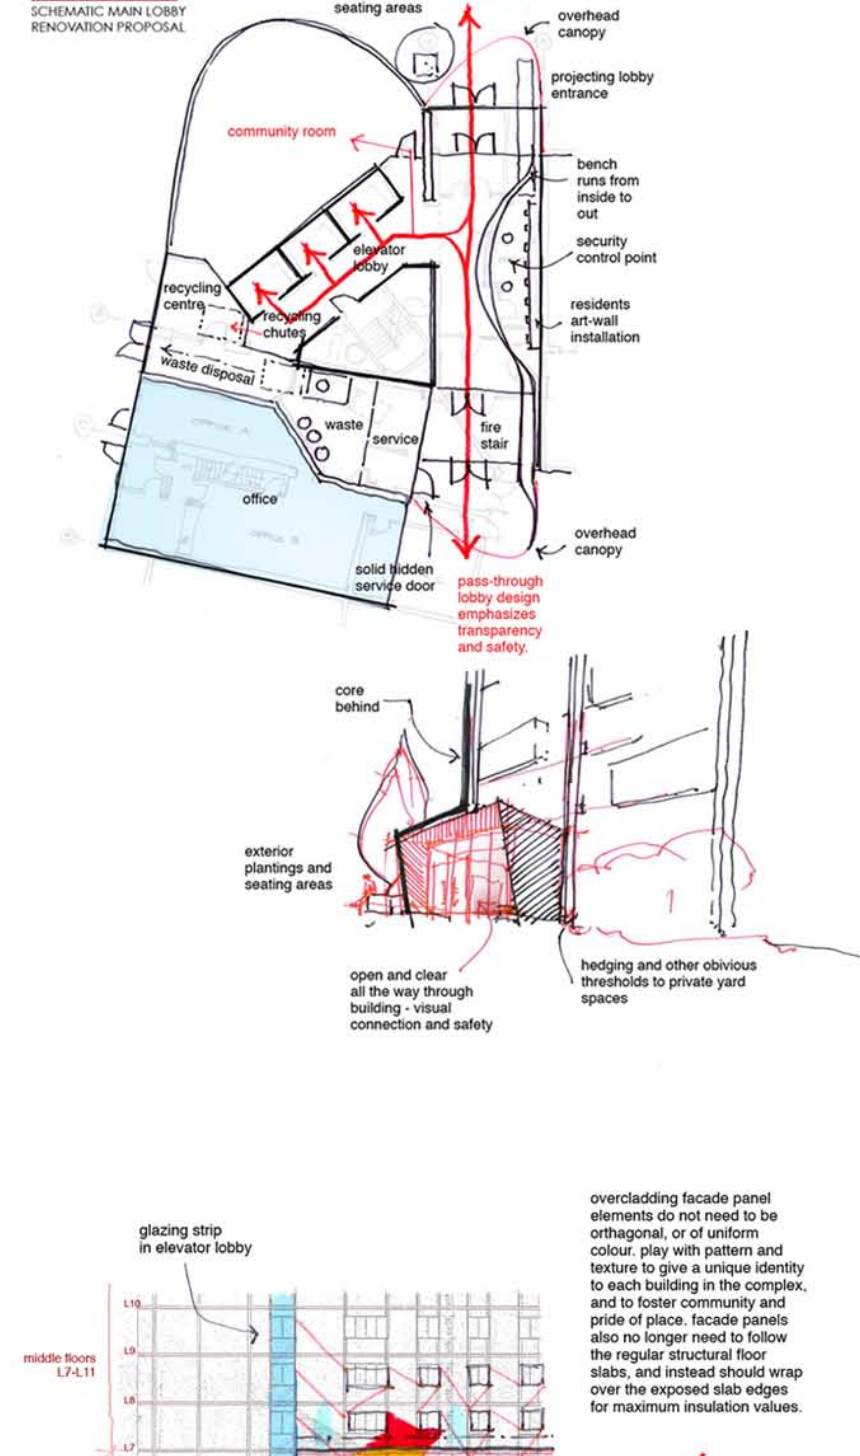 SCHEMATIC MAIN LOBBY
RENOVATION PROPOSAL
seating areas
overhead
canopy
projecting lobby
entrance
community room
bench
runs from
inside to
out
security
control point
elevator
lobby
recycling
centre
recycling
chutes
residents
art-wall
installation
waste disposal
waste
service
fire
stair
OFFICE A
office
OFFICE B
overhead
canopy
solid hidden
service door
pass-through
lobby design
emphasizes
transparency
and safety.
core
behind
exterior
plantings and
seating areas
open and clear
all the way through
building - visual
connection and safety
hedging and other obivious
thresholds to private yard
spaces
overcladding facade panel
elements do not need to be
orthagonal, or of uniform
colour. play with pattern and
texture to give a unique identity
to each building in the complex,
and to foster community and
pride of place. facade panels
also no longer need to follow
the regular structural floor
slabs, and instead should wrap
over the exposed slab edges
for maximum insulation values.
glazing strip
in elevator lobby
L10
middle floors
L7-L11
L9
L8
L7